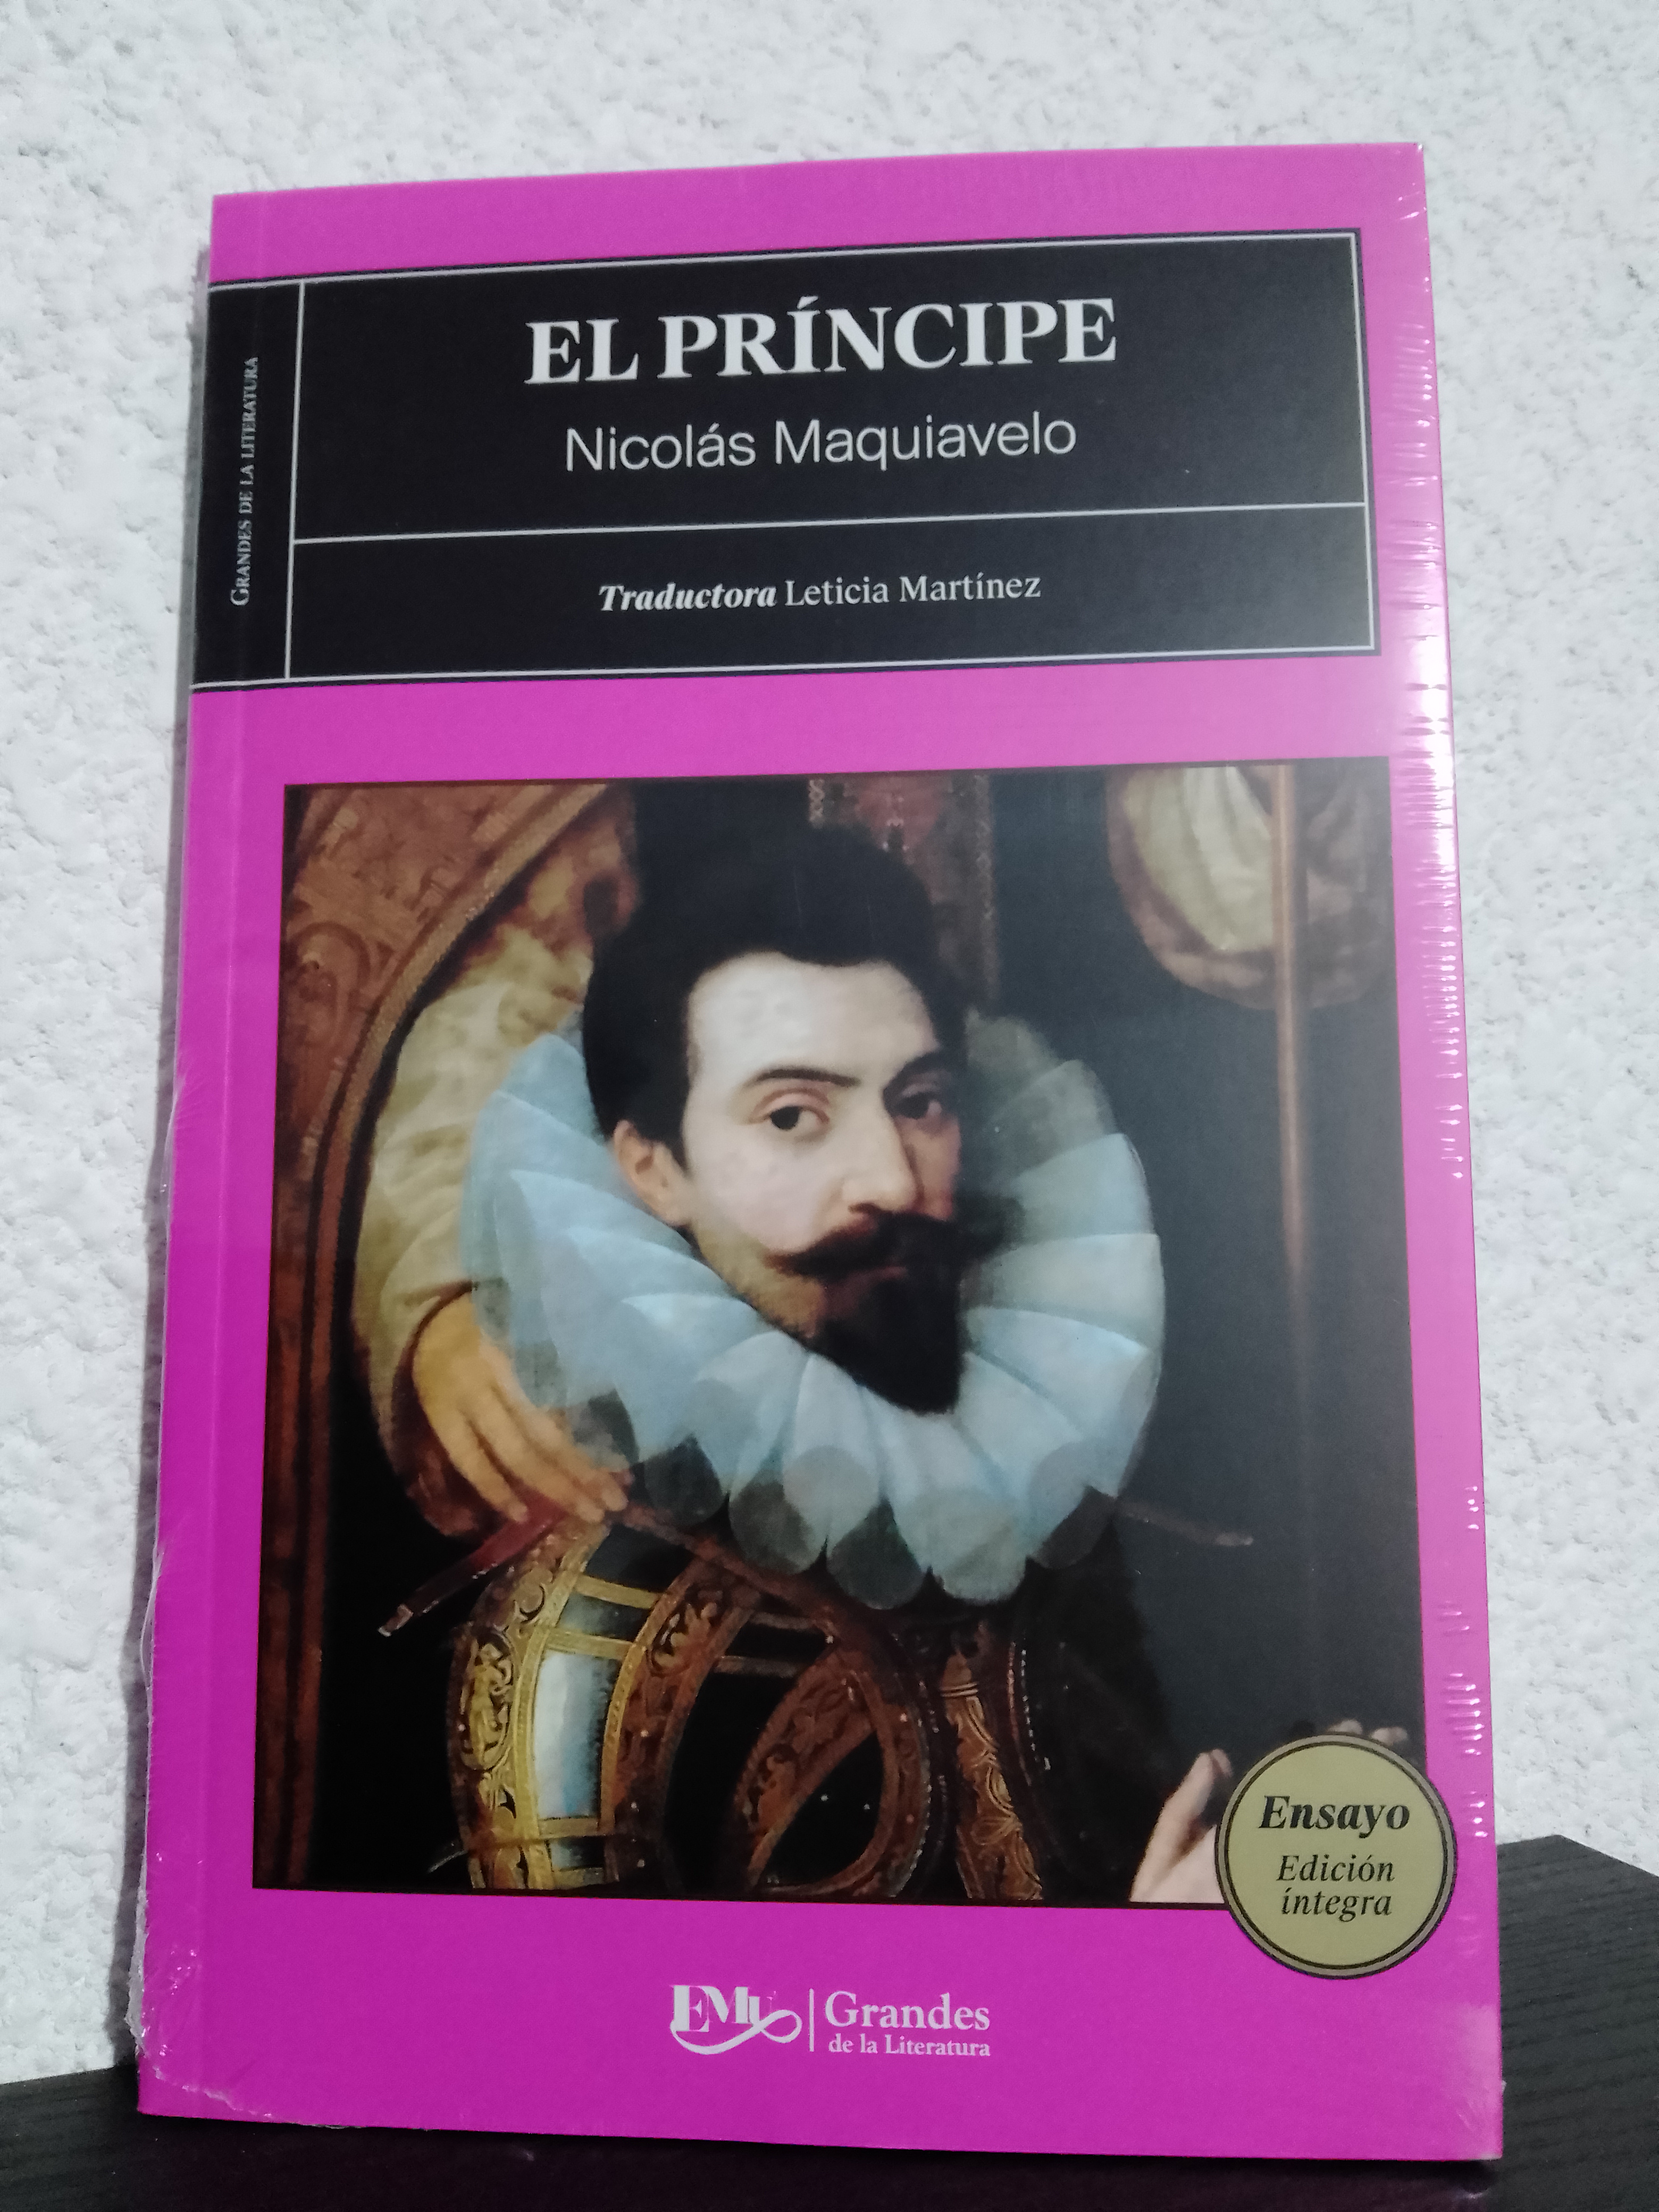 EL PRÍNCIPE
Nicolás Maquiavelo
Traductora Leticia Martínez
GRANDES DE LA LITERATURA
Ensayo
Edición
íntegra
EMU
Grandes
de la Literatura